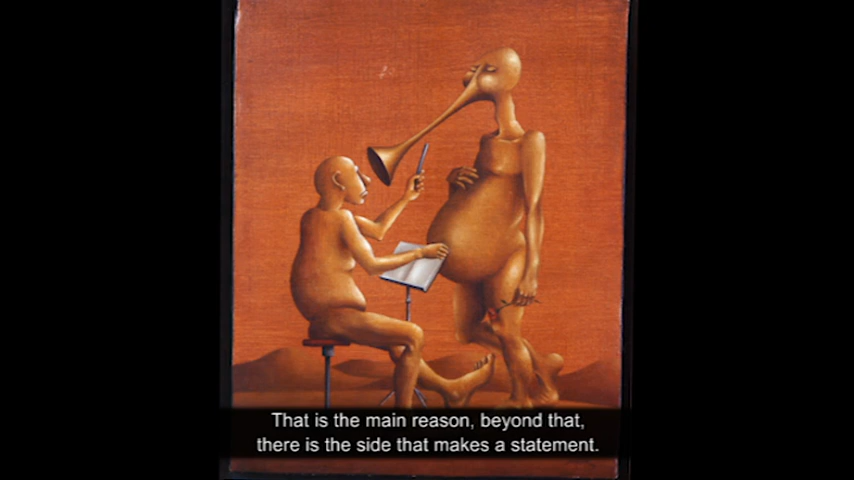 That is the main reason, beyond that,
there is the side that makes a statement.